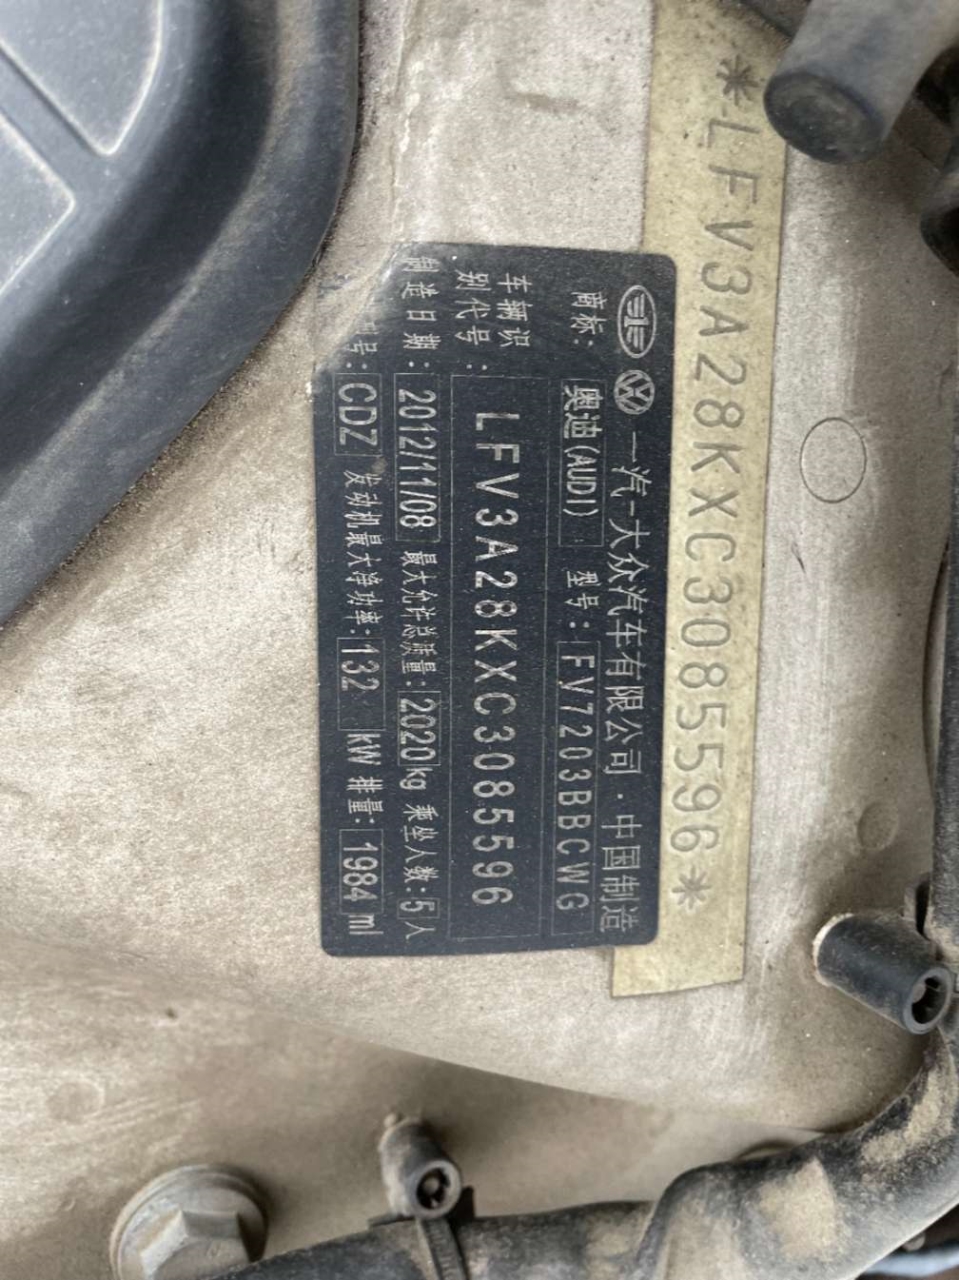 *LFV3A28KXC3085596*
一汽-大众汽车有限公司·中国制造
商标: 奥迪(AUDI) 型号: FV7203BBCWG
车辆识
别代号: LFV3A28KXC3085596
制造日期: 2012/11/08 最大允许总质量: 2020kg 乘坐人数: 5人
号: CDZ 发动机最大净功率: 132 kW 排量: 1984 ml